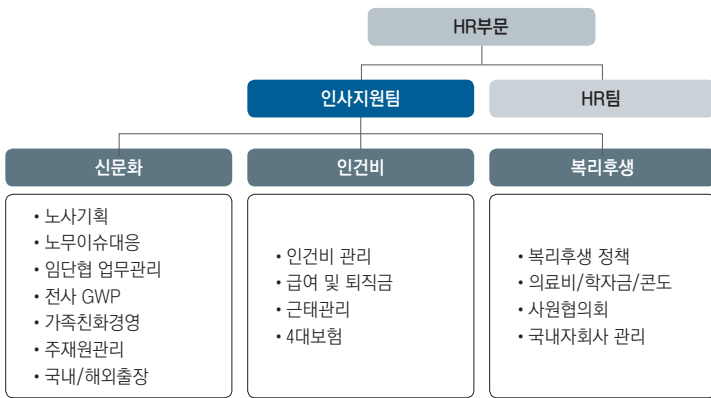 HR부문
인사지원팀
HR팀
신문화
인건비
복리후생
• 노사기획
• 노무이슈대응
• 임단협 업무관리
• 전사 GWP
• 가족친화경영
• 주재원관리
• 국내/해외출장
• 인건비 관리
• 급여 및 퇴직금
• 근태관리
• 4대보험
• 복리후생 정책
• 의료비/학자금/콘도
• 사원협의회
• 국내자회사 관리